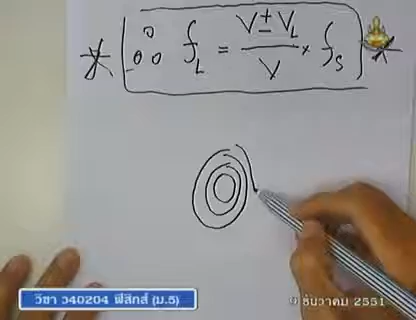 * ∴ f_L = (V ± V_L)/V × f_s *
วิชา ว40204 ฟิสิกส์ (ม.5)
๑ ธันวาคม 2551